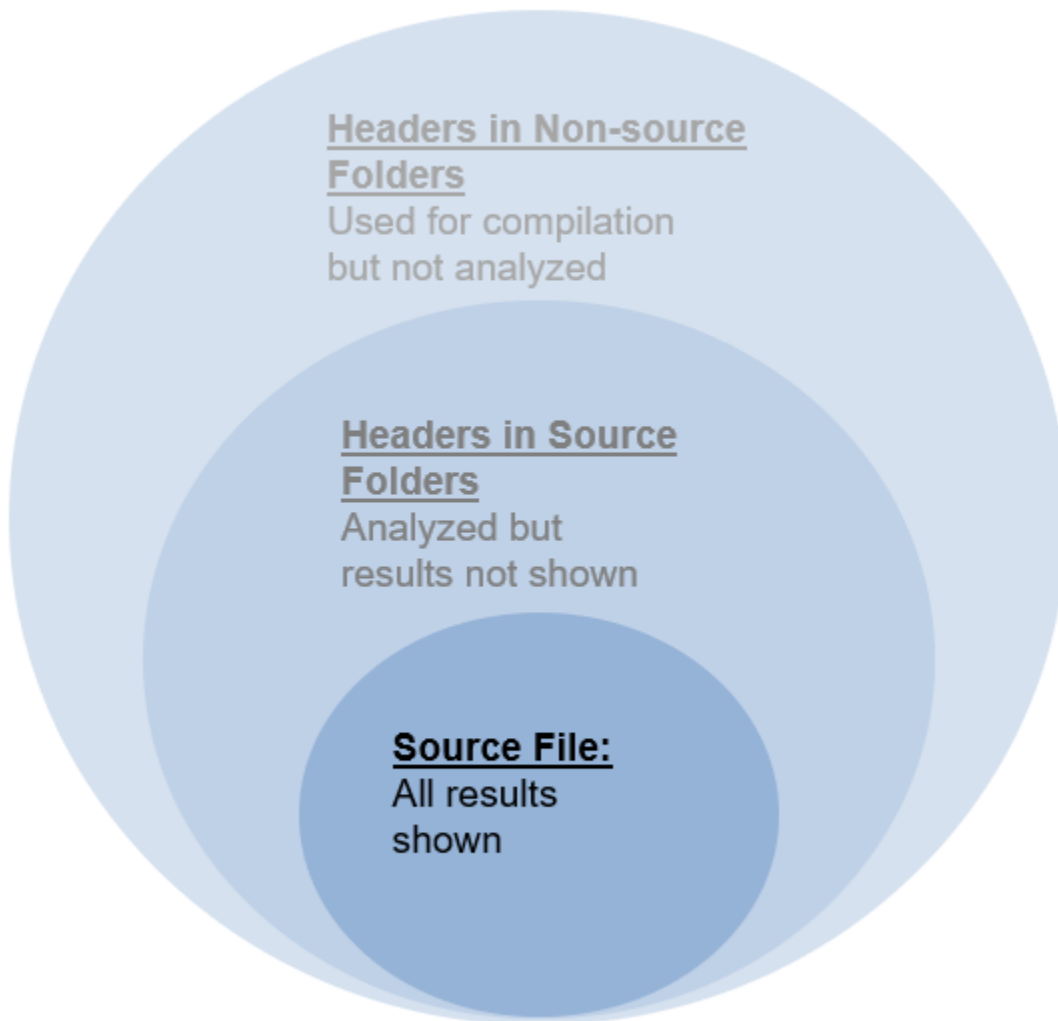 Headers in Non-source
Folders
Used for compilation
but not analyzed
Headers in Source
Folders
Analyzed but
results not shown
Source File:
All results
shown